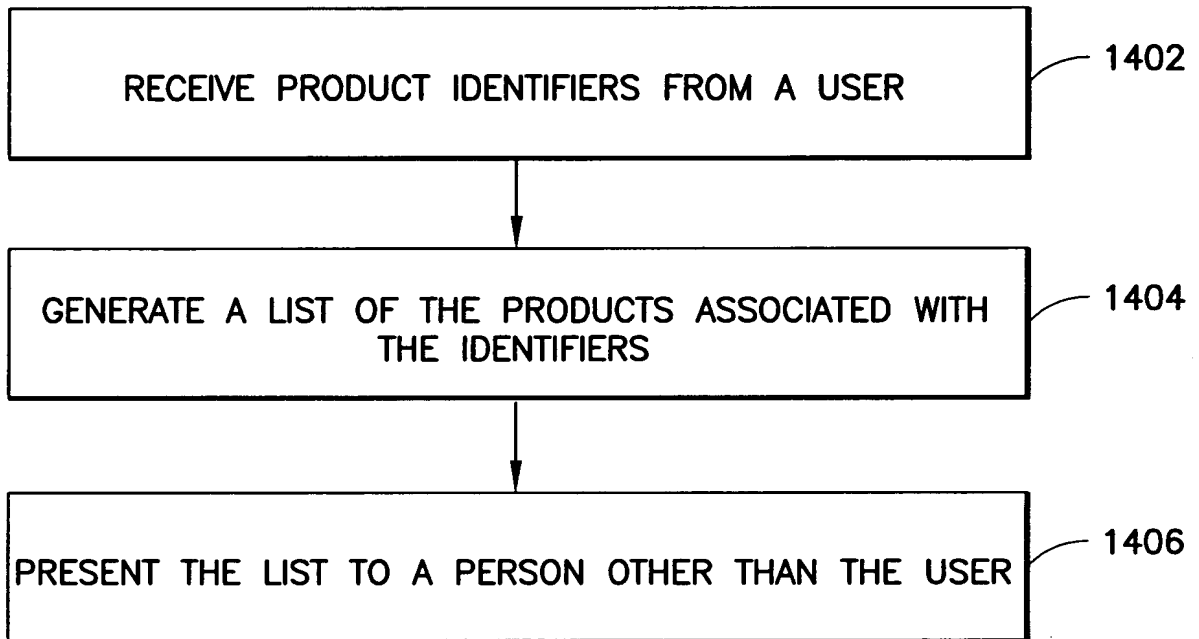 RECEIVE PRODUCT IDENTIFIERS FROM A USER
1402
GENERATE A LIST OF THE PRODUCTS ASSOCIATED WITH
THE IDENTIFIERS
1404
PRESENT THE LIST TO A PERSON OTHER THAN THE USER
1406